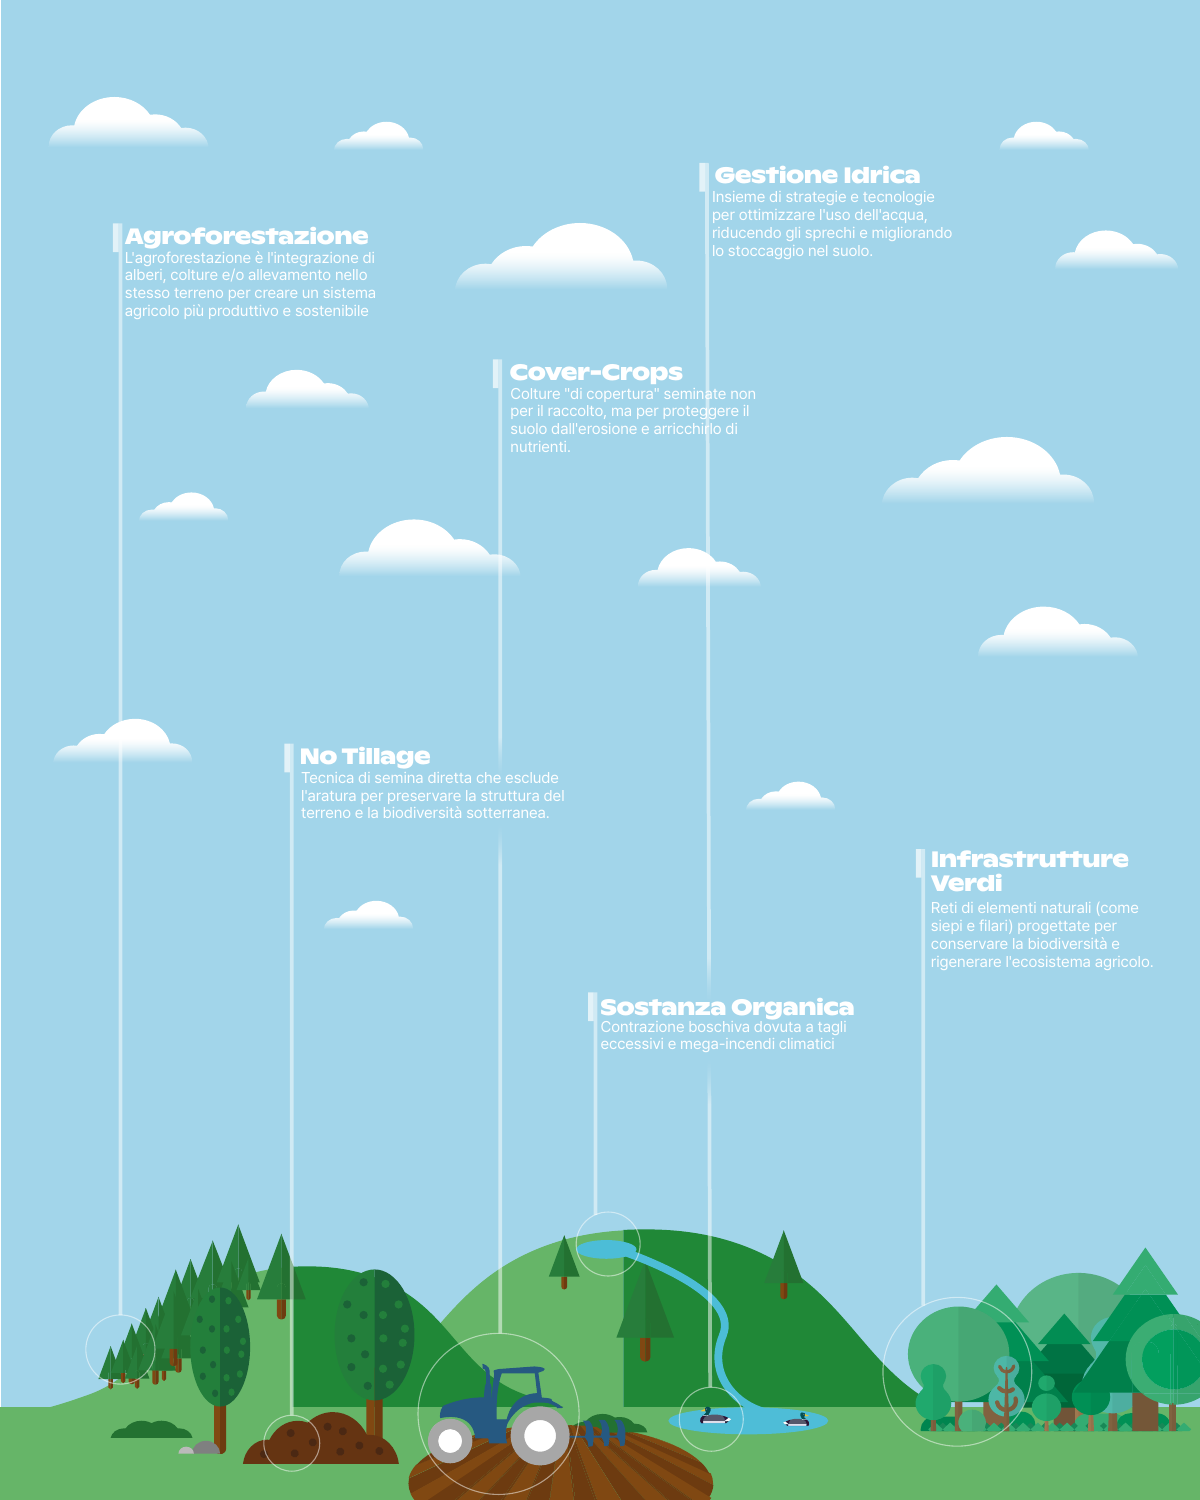 Gestione Idrica
Insieme di strategie e tecnologie
per ottimizzare l'uso dell'acqua,
riducendo gli sprechi e migliorando
lo stoccaggio nel suolo.
Agroforestazione
L'agroforestazione è l'integrazione di
alberi, colture e/o allevamento nello
stesso terreno per creare un sistema
agricolo più produttivo e sostenibile
Cover-Crops
Colture "di copertura" seminate non
per il raccolto, ma per proteggere il
suolo dall'erosione e arricchirlo di
nutrienti.
No Tillage
Tecnica di semina diretta che esclude
l'aratura per preservare la struttura del
terreno e la biodiversità sotterranea.
Infrastrutture
Verdi
Reti di elementi naturali (come
siepi e filari) progettate per
conservare la biodiversità e
rigenerare l'ecosistema agricolo.
Sostanza Organica
Contrazione boschiva dovuta a tagli
eccessivi e mega-incendi climatici